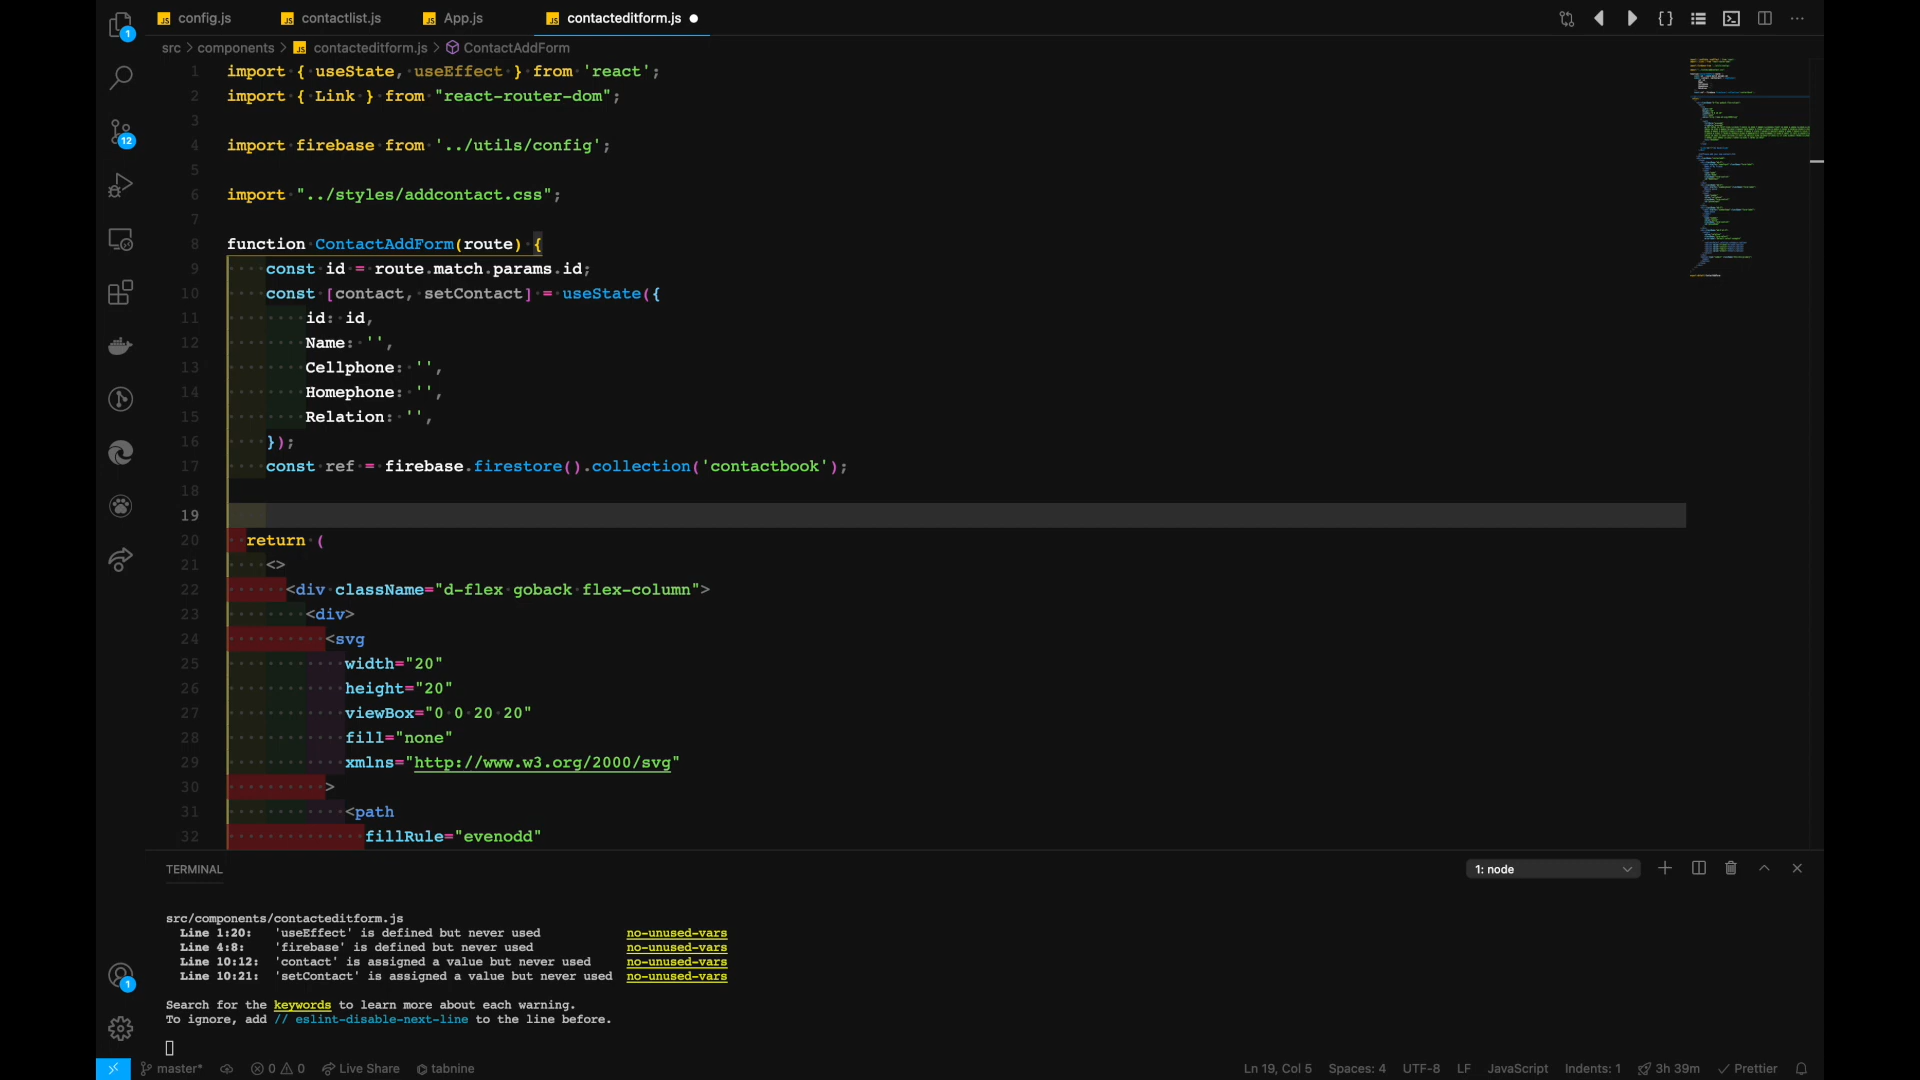 config.js contactlist.js App.js contacteditform.js
src > components > contacteditform.js > ContactAddForm
1 import { useState, useEffect } from 'react';
2 import { Link } from "react-router-dom";
3
4 import firebase from '../utils/config';
5
6 import "../styles/addcontact.css";
7
8 function ContactAddForm(route) {
9 const id = route.match.params.id;
10 const [contact, setContact] = useState({
11 id: id,
12 Name: '',
13 Cellphone: '',
14 Homephone: '',
15 Relation: '',
16 });
17 const ref = firebase.firestore().collection('contactbook');
18
19
20 return (
21 <>
22 <div className="d-flex goback flex-column">
23 <div>
24 <svg
25 width="20"
26 height="20"
27 viewBox="0 0 20 20"
28 fill="none"
29 xmlns="http://www.w3.org/2000/svg"
30 >
31 <path
32 fillRule="evenodd"
1
12
1
TERMINAL 1: node
src/components/contacteditform.js
Line 1:20: 'useEffect' is defined but never used no-unused-vars
Line 4:8: 'firebase' is defined but never used no-unused-vars
Line 10:12: 'contact' is assigned a value but never used no-unused-vars
Line 10:21: 'setContact' is assigned a value but never used no-unused-vars
Search for the keywords to learn more about each warning.
To ignore, add // eslint-disable-next-line to the line before.
master* 0 0 Live Share tabnine Ln 19, Col 5 Spaces: 4 UTF-8 LF JavaScript Indents: 1 3h 39m Prettier